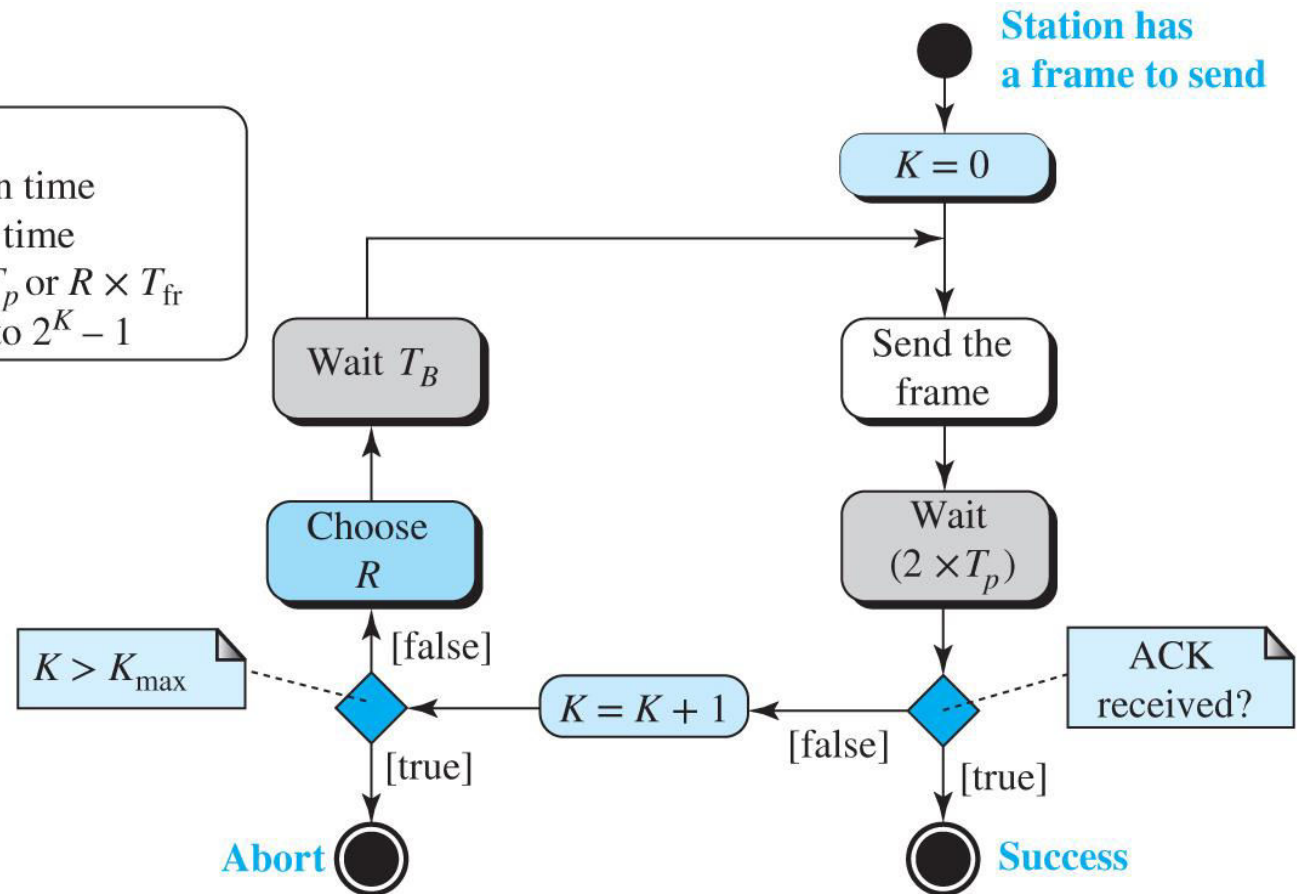 Station has
a frame to send
K = 0
n time
time
T_p or R × T_fr
to 2^K – 1
Wait T_B
Send the
frame
Choose
R
Wait
(2 × T_p)
[false]
K > K_max
K = K + 1
[false]
ACK
received?
[true]
[true]
Abort
Success